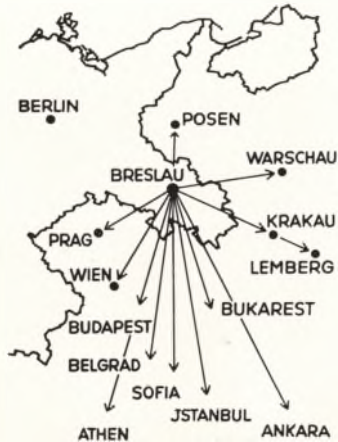 BERLIN
POSEN
BRESLAU
WARSCHAU
PRAG
KRAKAU
WIEN
LEMBERG
BUDAPEST
BUKAREST
BELGRAD
SOFIA
JSTANBUL
ATHEN
ANKARA